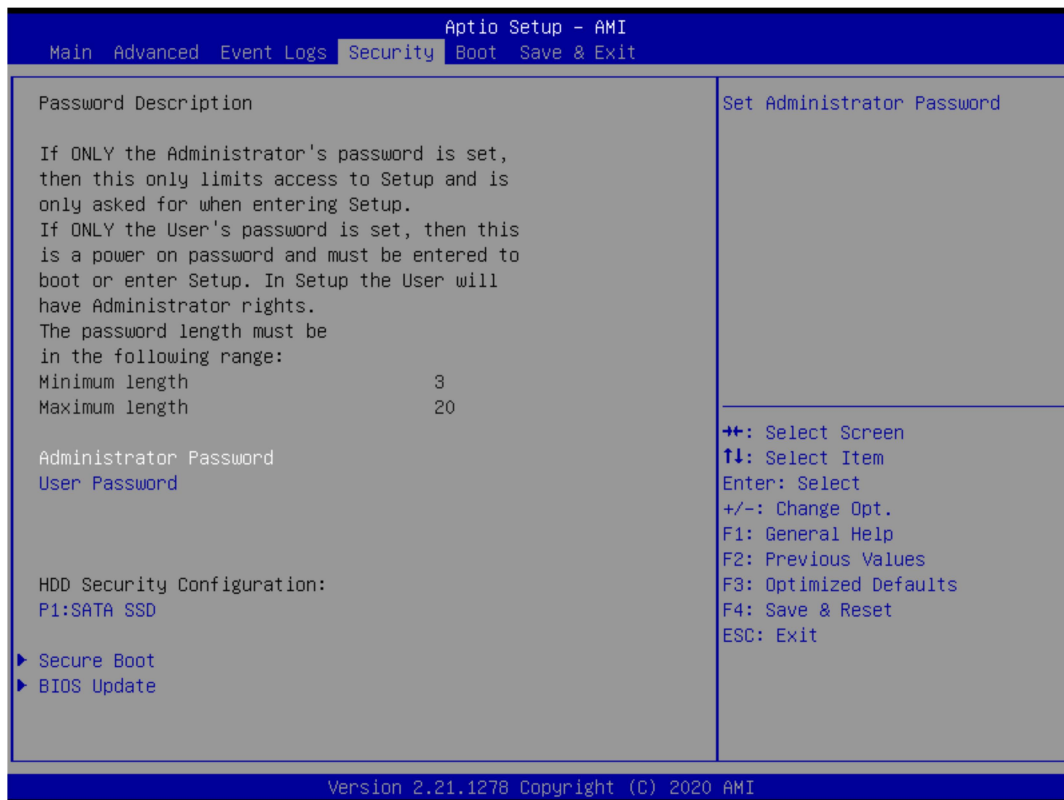 Aptio Setup – AMI
Main Advanced Event Logs Security Boot Save & Exit
Password Description
If ONLY the Administrator's password is set,
then this only limits access to Setup and is
only asked for when entering Setup.
If ONLY the User's password is set, then this
is a power on password and must be entered to
boot or enter Setup. In Setup the User will
have Administrator rights.
The password length must be
in the following range:
Minimum length 3
Maximum length 20
Administrator Password
User Password
HDD Security Configuration:
P1:SATA SSD
▶ Secure Boot
▶ BIOS Update
Set Administrator Password
→←: Select Screen
↑↓: Select Item
Enter: Select
+/-: Change Opt.
F1: General Help
F2: Previous Values
F3: Optimized Defaults
F4: Save & Reset
ESC: Exit
Version 2.21.1278 Copyright (C) 2020 AMI